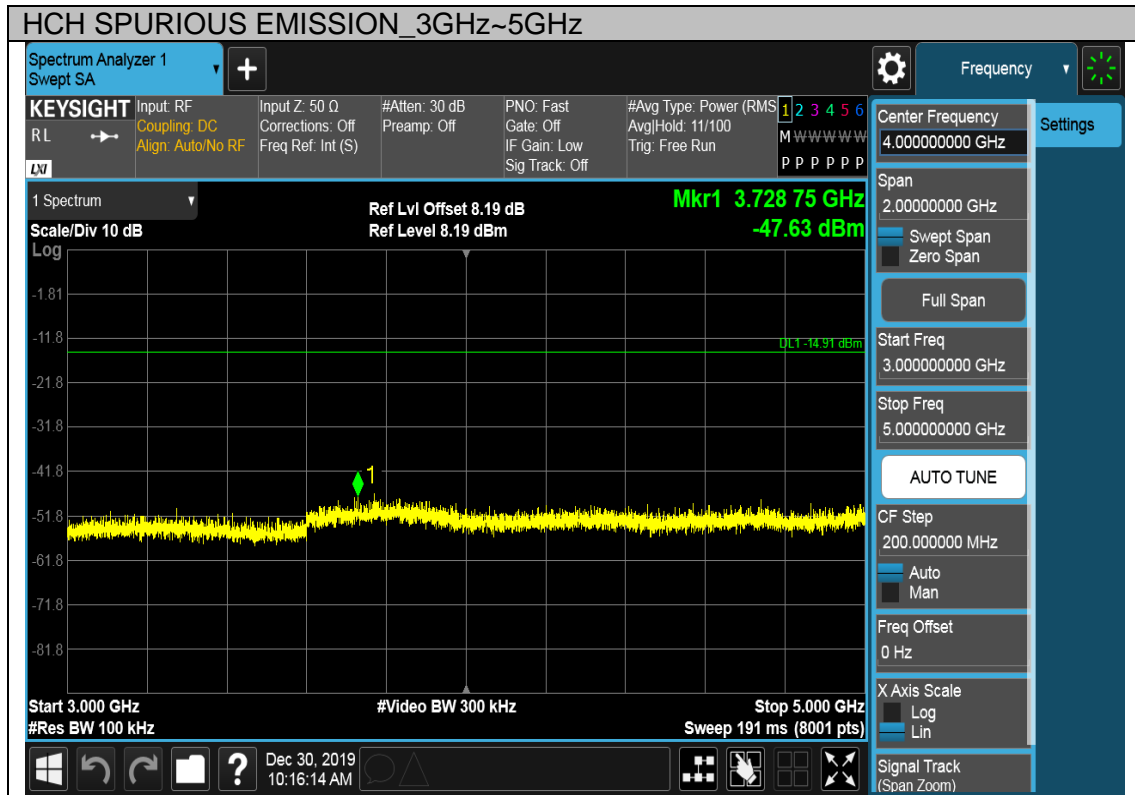 HCH SPURIOUS EMISSION_3GHz~5GHz
Spectrum Analyzer 1
Swept SA
Frequency
KEYSIGHT
RL
LXI
Input: RF
Coupling: DC
Align: Auto/No RF
Input Z: 50 Ω
Corrections: Off
Freq Ref: Int (S)
#Atten: 30 dB
Preamp: Off
PNO: Fast
Gate: Off
IF Gain: Low
Sig Track: Off
#Avg Type: Power (RMS
Avg|Hold: 11/100
Trig: Free Run
1 2 3 4 5 6
M W W W W W
P P P P P P
1 Spectrum
Scale/Div 10 dB
Ref Lvl Offset 8.19 dB
Ref Level 8.19 dBm
Mkr1 3.728 75 GHz
-47.63 dBm
Log
-1.81
-11.8
DL1 -14.91 dBm
-21.8
-31.8
-41.8
1
-51.8
-61.8
-71.8
-81.8
Start 3.000 GHz
#Video BW 300 kHz
Stop 5.000 GHz
#Res BW 100 kHz
Sweep 191 ms (8001 pts)
Dec 30, 2019
10:16:14 AM
Center Frequency
4.000000000 GHz
Settings
Span
2.00000000 GHz
Swept Span
Zero Span
Full Span
Start Freq
3.000000000 GHz
Stop Freq
5.000000000 GHz
AUTO TUNE
CF Step
200.000000 MHz
Auto
Man
Freq Offset
0 Hz
X Axis Scale
Log
Lin
Signal Track
(Span Zoom)